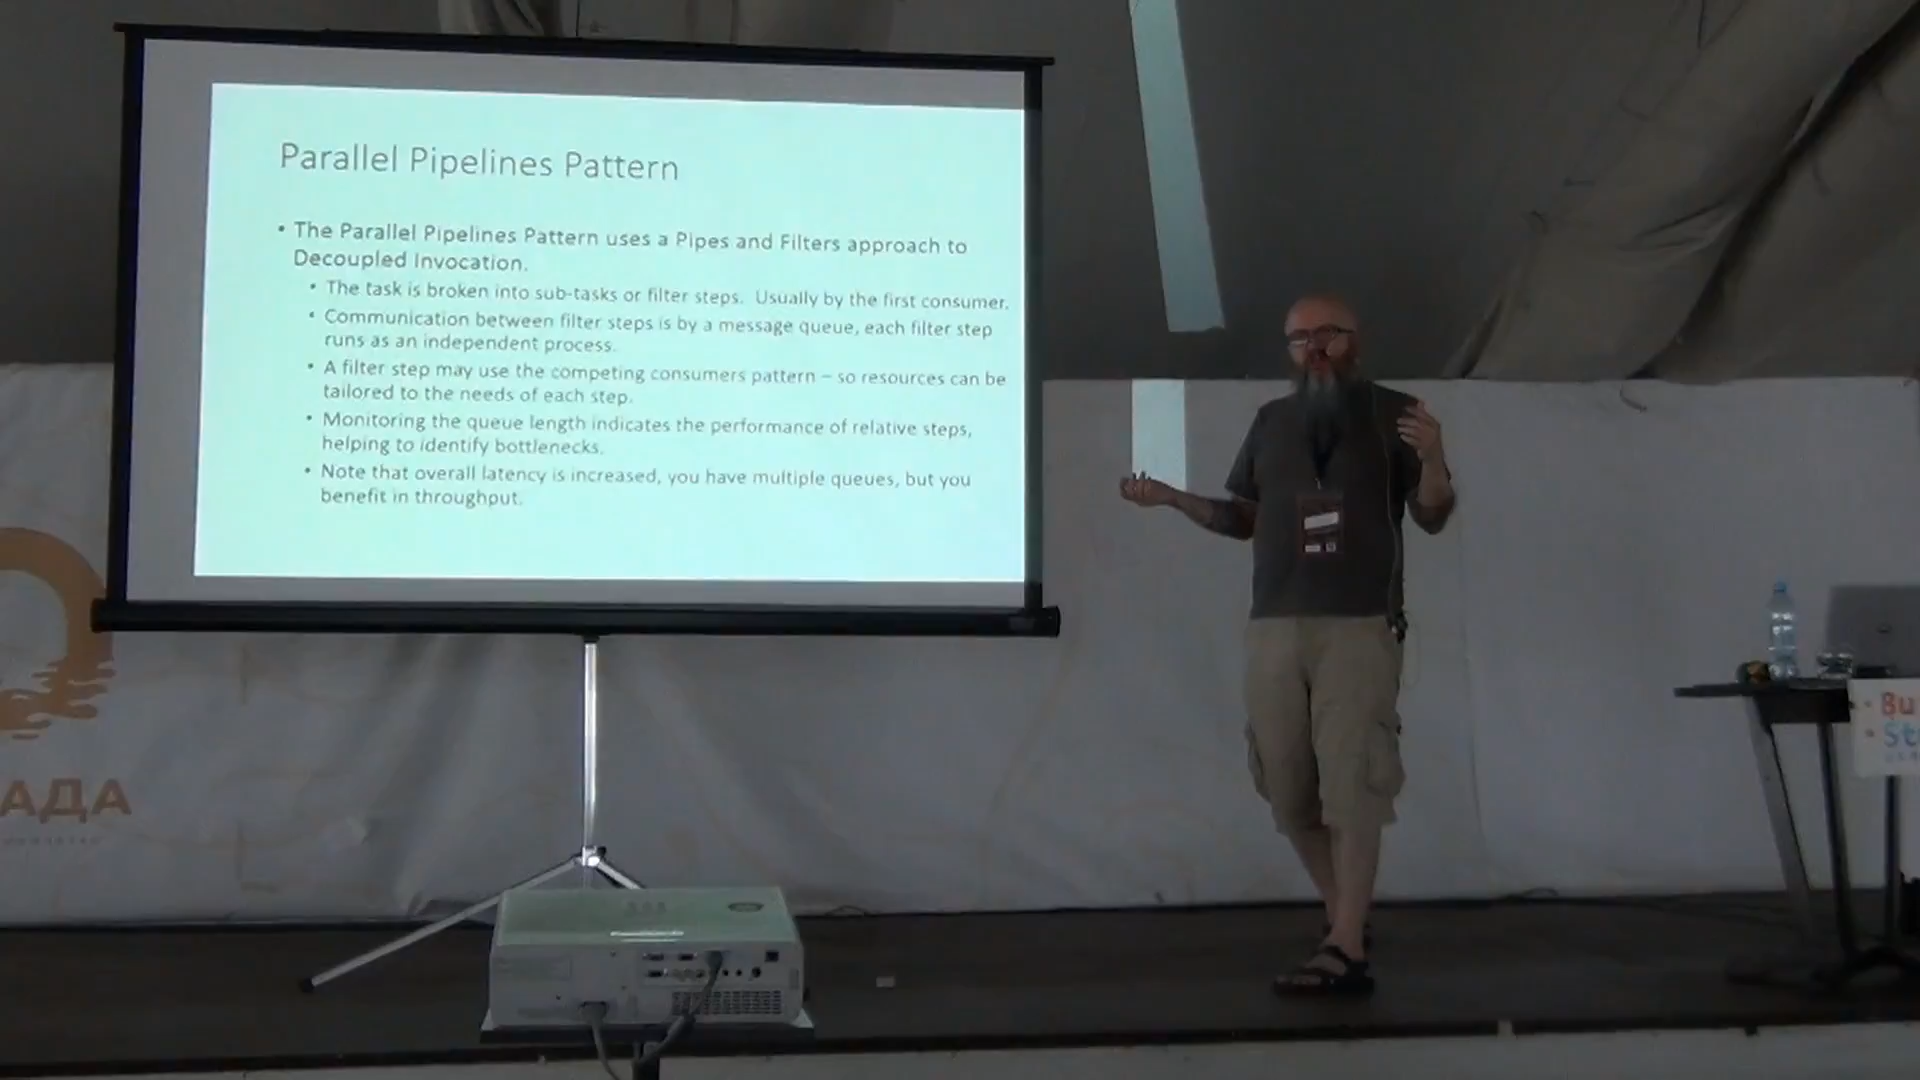 Parallel Pipelines Pattern
• The Parallel Pipelines Pattern uses a Pipes and Filters approach to
Decoupled Invocation.
• The task is broken into sub-tasks or filter steps. Usually by the first consumer.
• Communication between filter steps is by a message queue, each filter step
runs as an independent process.
• A filter step may use the competing consumers pattern – so resources can be
tailored to the needs of each step.
• Monitoring the queue length indicates the performance of relative steps,
helping to identify bottlenecks.
• Note that overall latency is increased, you have multiple queues, but you
benefit in throughput.
АДА
• Bu
• St